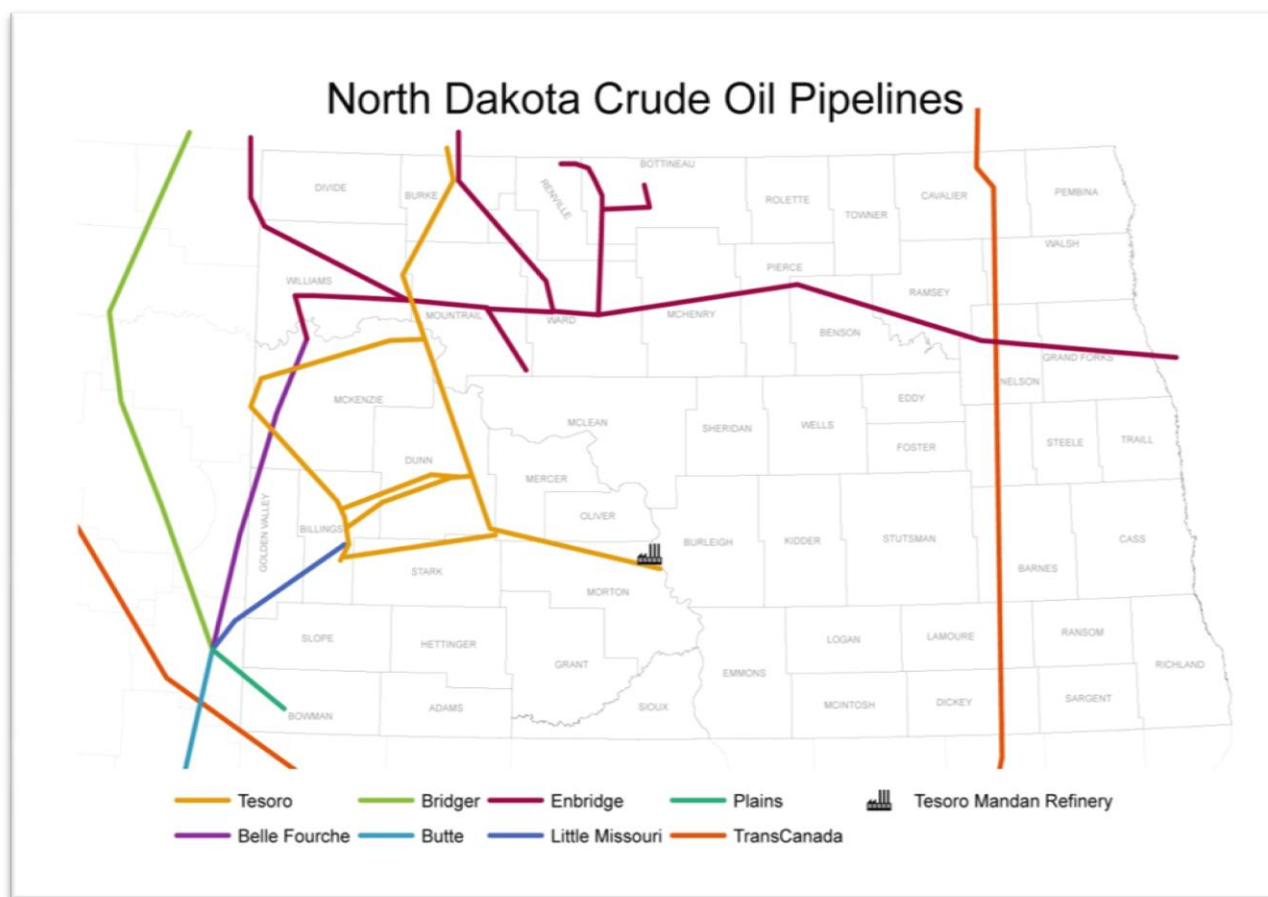 North Dakota Crude Oil Pipelines
BOTTINEAU
DIVIDE
BURKE
RENVILLE
ROLETTE
TOWNER
CAVALIER
PEMBINA
WALSH
WILLIAMS
PIERCE
RAMSEY
MOUNTRAIL
WARD
MCHENRY
BENSON
GRAND FORKS
NELSON
MCKENZIE
MCLEAN
SHERIDAN
WELLS
EDDY
FOSTER
STEELE
TRAILL
DUNN
MERCER
OLIVER
GOLDEN VALLEY
BILLINGS
BURLEIGH
KIDDER
STUTSMAN
BARNES
CASS
STARK
MORTON
SLOPE
HETTINGER
GRANT
LOGAN
LAMOURE
RANSOM
RICHLAND
EMMONS
BOWMAN
ADAMS
SIOUX
MCINTOSH
DICKEY
SARGENT
Tesoro Bridger Enbridge Plains Tesoro Mandan Refinery
Belle Fourche Butte Little Missouri TransCanada